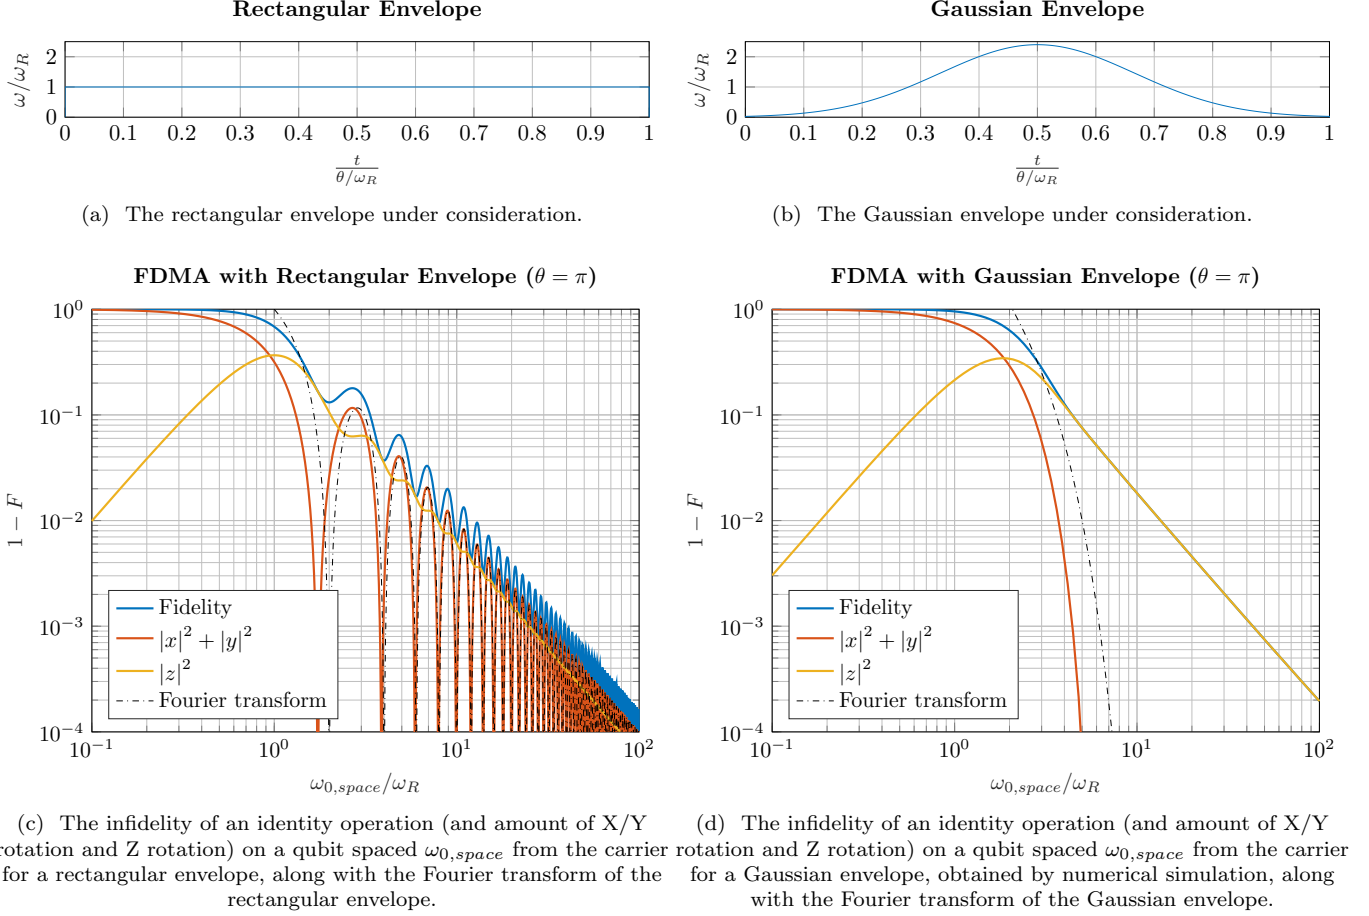 Rectangular Envelope
ω/ω_R
2
1
0
0 0.1 0.2 0.3 0.4 0.5 0.6 0.7 0.8 0.9 1
t
θ/ω_R
(a) The rectangular envelope under consideration.
Gaussian Envelope
ω/ω_R
2
1
0
0 0.1 0.2 0.3 0.4 0.5 0.6 0.7 0.8 0.9 1
t
θ/ω_R
(b) The Gaussian envelope under consideration.
FDMA with Rectangular Envelope (θ = π)
1 − F
10^0
10^−1
10^−2
10^−3
10^−4
Fidelity
|x|^2 + |y|^2
|z|^2
Fourier transform
10^−1 10^0 10^1 10^2
ω_{0,space}/ω_R
(c) The infidelity of an identity operation (and amount of X/Y
rotation and Z rotation) on a qubit spaced ω_{0,space} from the carrier
for a rectangular envelope, along with the Fourier transform of the
rectangular envelope.
FDMA with Gaussian Envelope (θ = π)
1 − F
10^0
10^−1
10^−2
10^−3
10^−4
Fidelity
|x|^2 + |y|^2
|z|^2
Fourier transform
10^−1 10^0 10^1 10^2
ω_{0,space}/ω_R
(d) The infidelity of an identity operation (and amount of X/Y
rotation and Z rotation) on a qubit spaced ω_{0,space} from the carrier
for a Gaussian envelope, obtained by numerical simulation, along
with the Fourier transform of the Gaussian envelope.